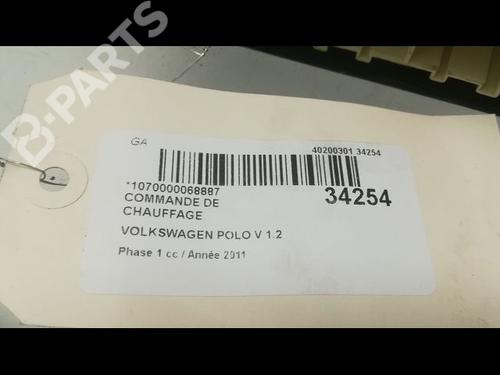 B-PARTS
GA
40200301 34254
*1070000068887
34254
COMMANDE DE
CHAUFFAGE
VOLKSWAGEN POLO V 1.2
Phase 1 cc / Année 2011